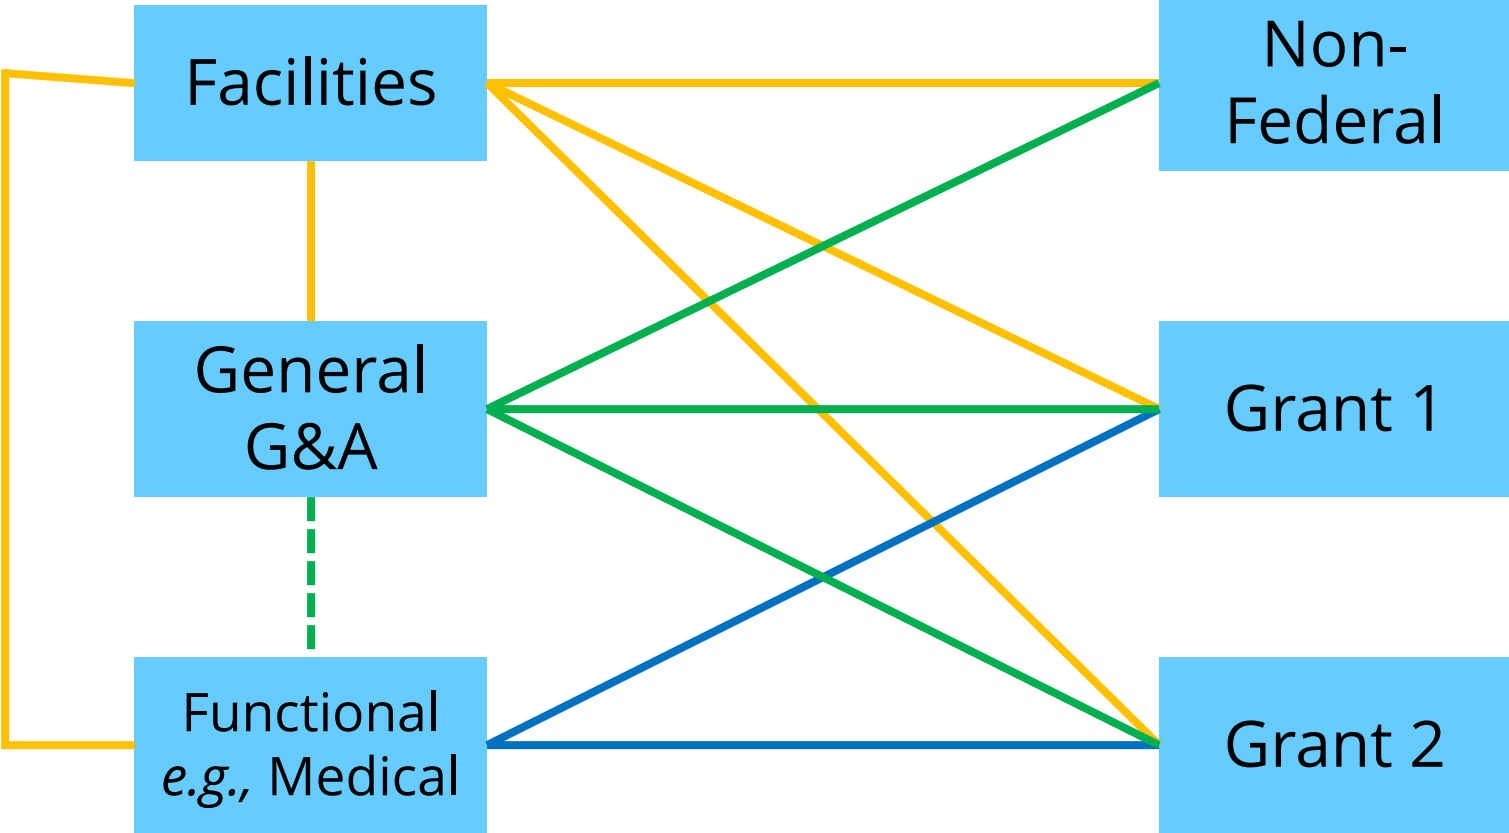 Facilities
Non-
Federal
General
G&A
Grant 1
Functional
e.g., Medical
Grant 2